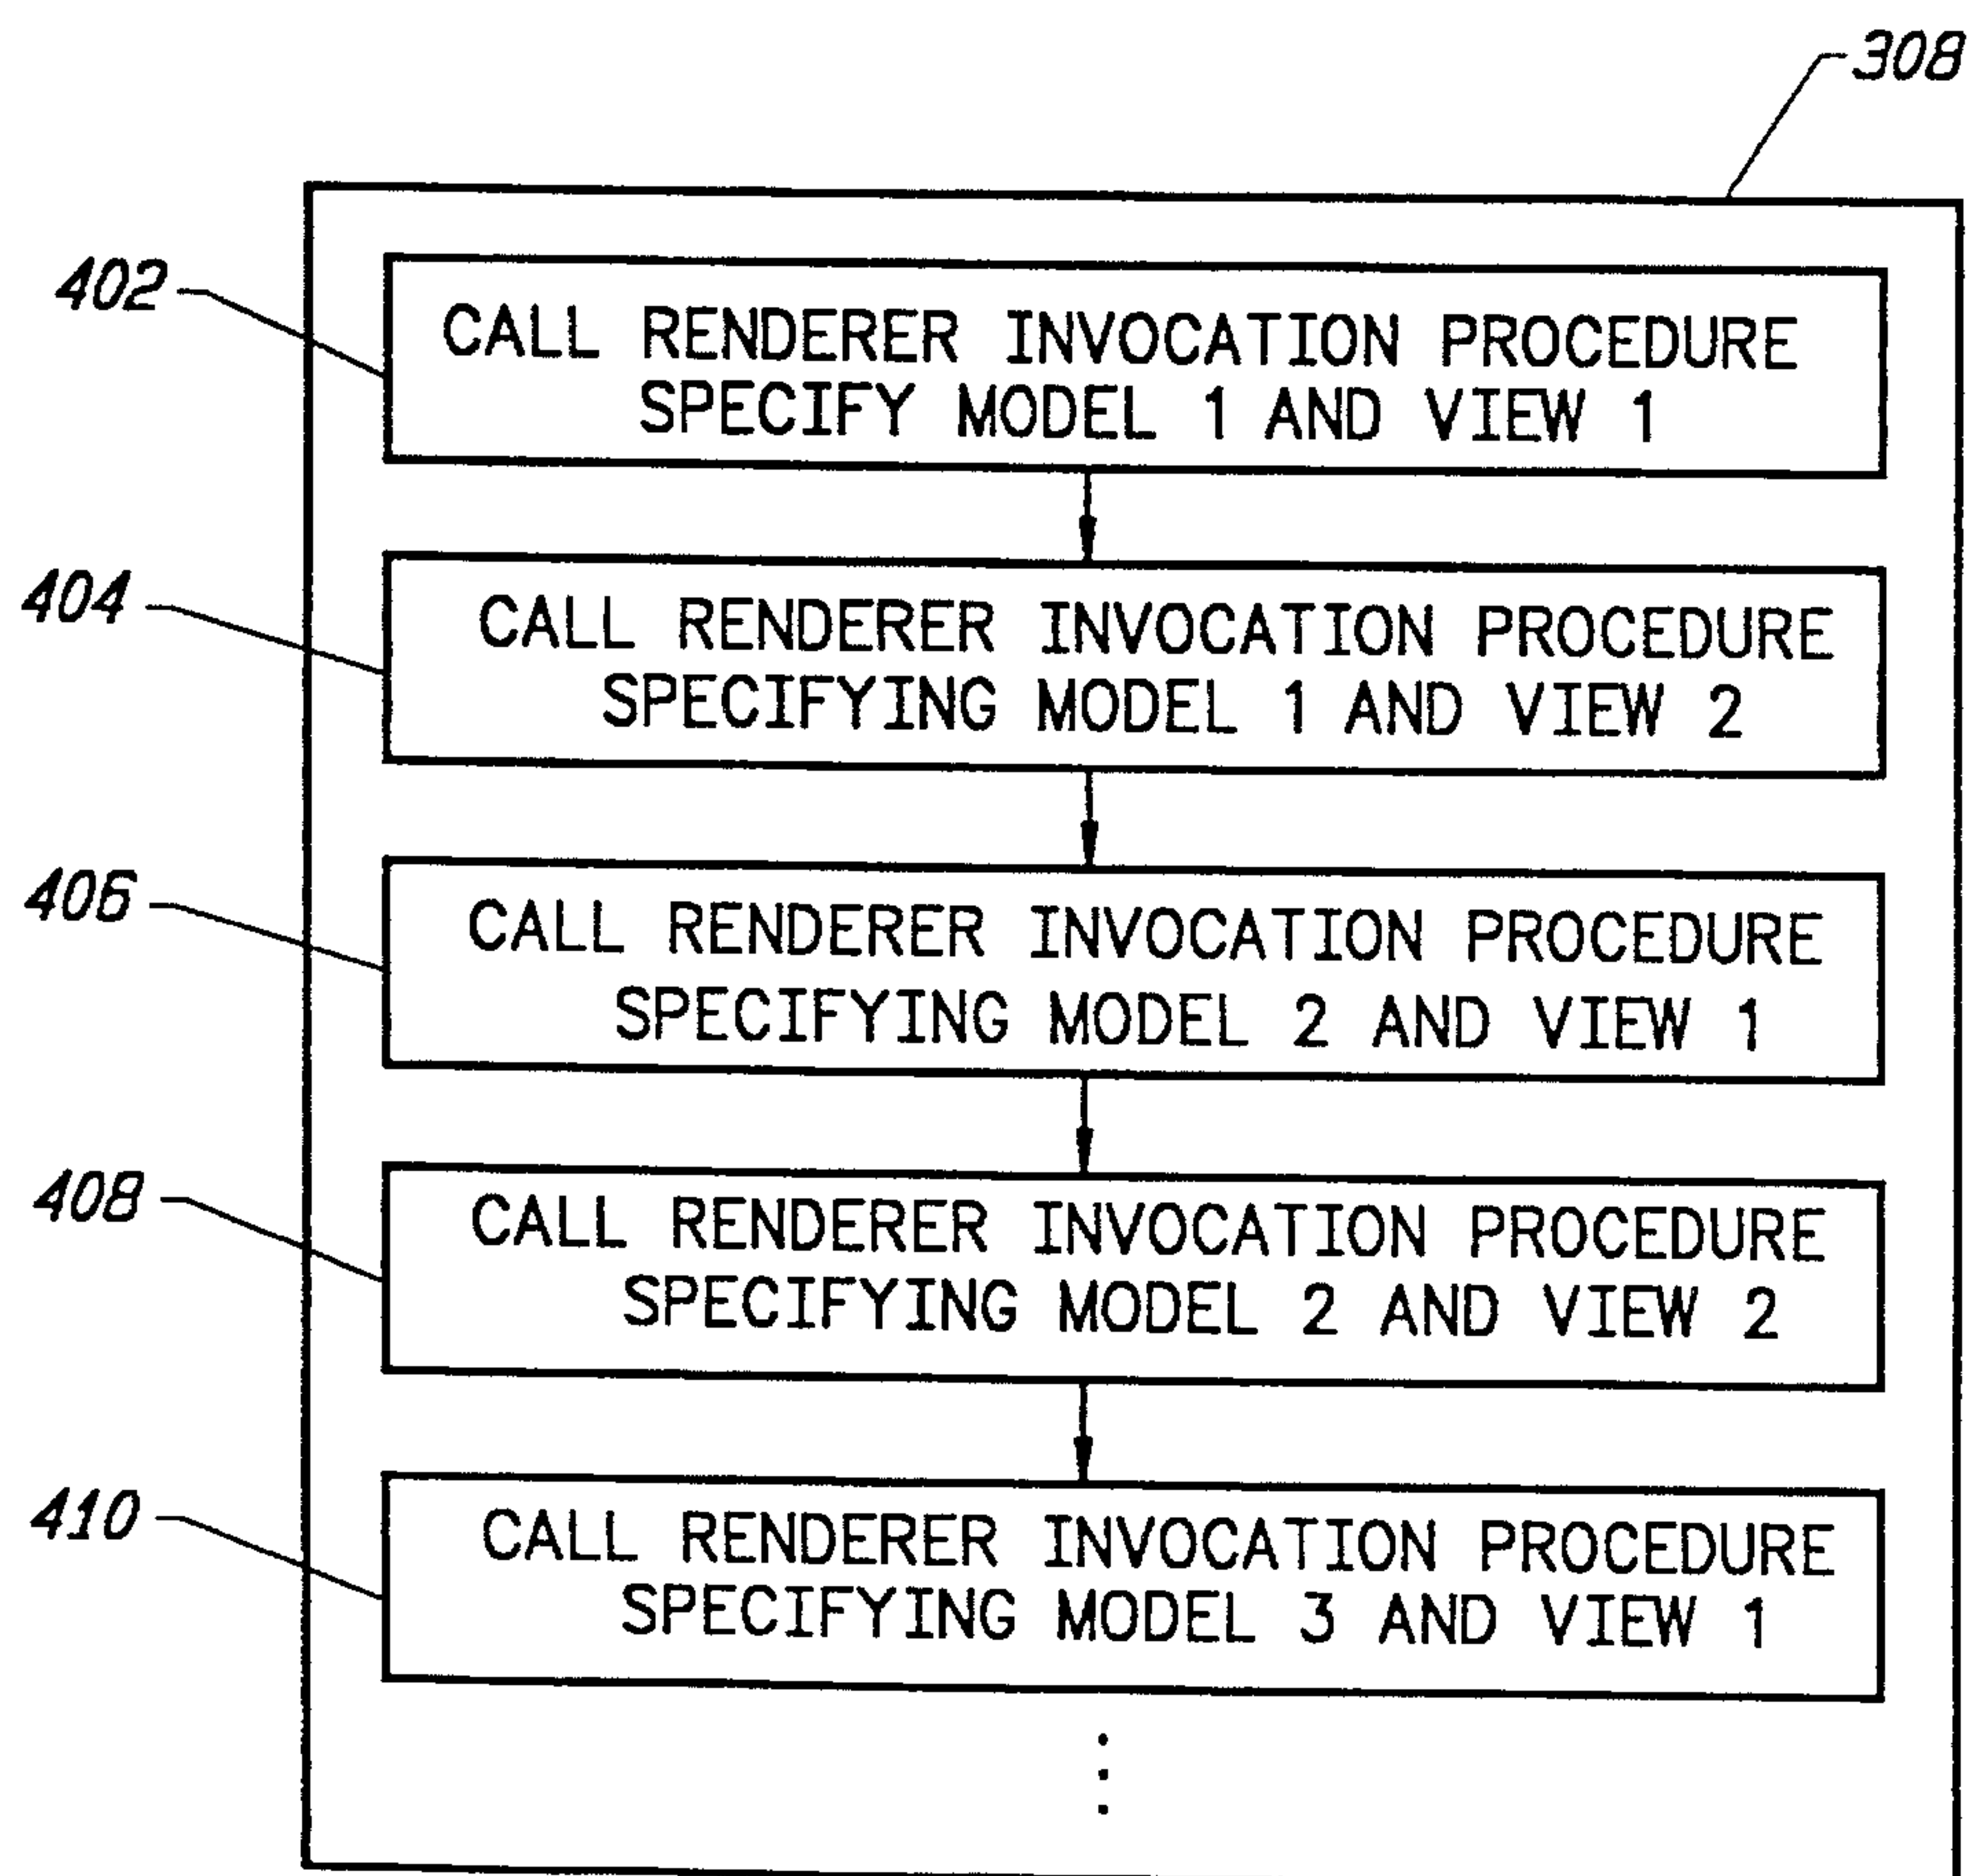 308
402
CALL RENDERER INVOCATION PROCEDURE
SPECIFY MODEL 1 AND VIEW 1
404
CALL RENDERER INVOCATION PROCEDURE
SPECIFYING MODEL 1 AND VIEW 2
406
CALL RENDERER INVOCATION PROCEDURE
SPECIFYING MODEL 2 AND VIEW 1
408
CALL RENDERER INVOCATION PROCEDURE
SPECIFYING MODEL 2 AND VIEW 2
410
CALL RENDERER INVOCATION PROCEDURE
SPECIFYING MODEL 3 AND VIEW 1